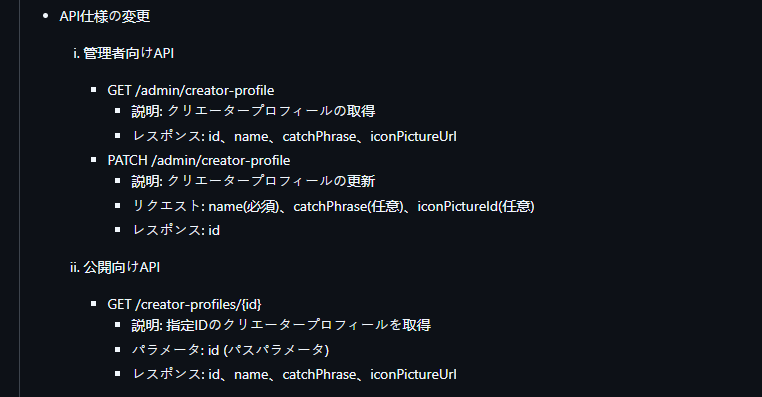 • API仕様の変更
i. 管理者向けAPI
▪ GET /admin/creator-profile
▪ 説明: クリエータープロフィールの取得
▪ レスポンス: id、name、catchPhrase、iconPictureUrl
▪ PATCH /admin/creator-profile
▪ 説明: クリエータープロフィールの更新
▪ リクエスト: name(必須)、catchPhrase(任意)、iconPictureId(任意)
▪ レスポンス: id
ii. 公開向けAPI
▪ GET /creator-profiles/{id}
▪ 説明: 指定IDのクリエータープロフィールを取得
▪ パラメータ: id (パスパラメータ)
▪ レスポンス: id、name、catchPhrase、iconPictureUrl